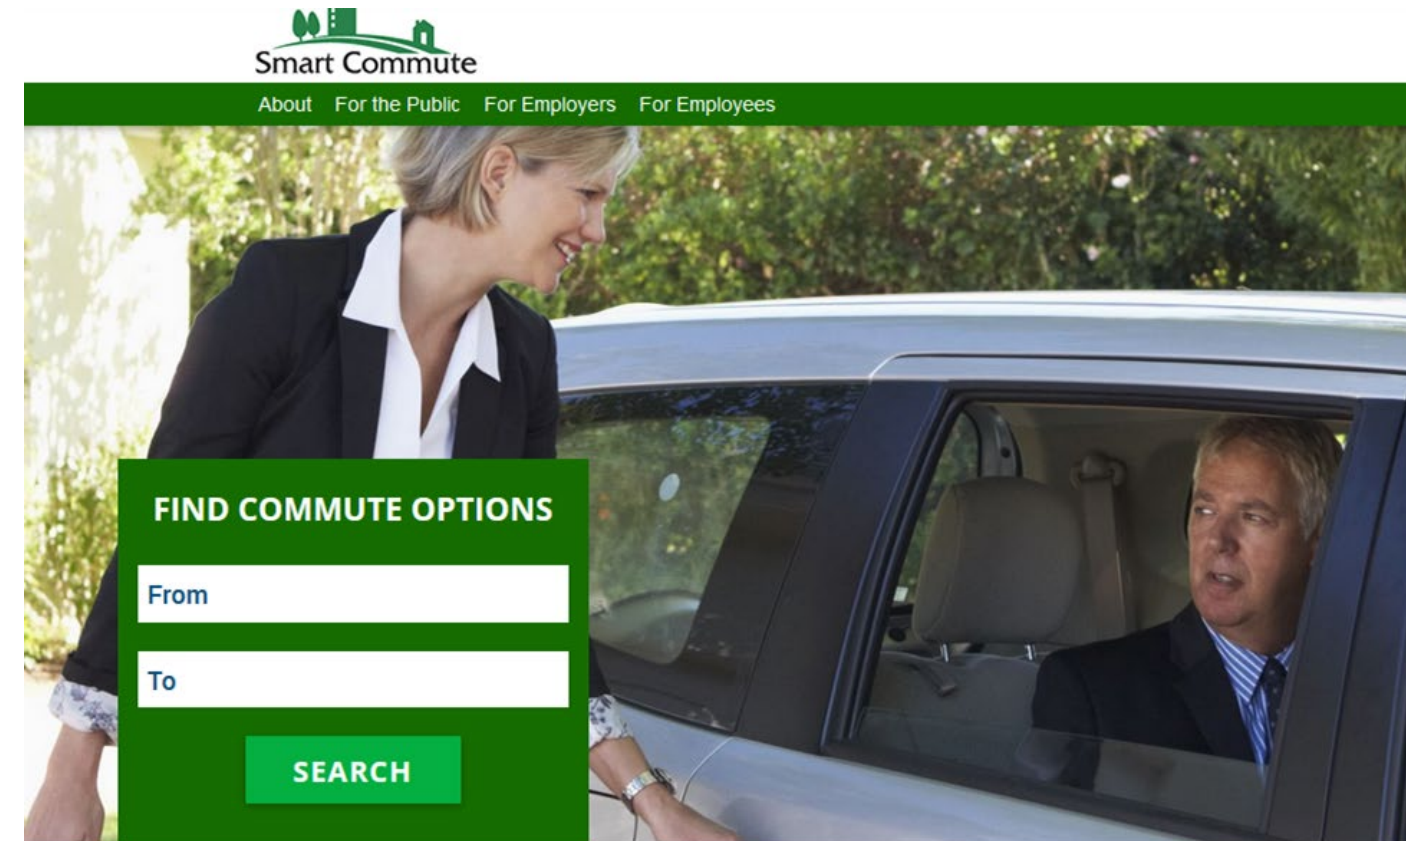 Smart Commute
About For the Public For Employers For Employees
FIND COMMUTE OPTIONS
From
To
SEARCH